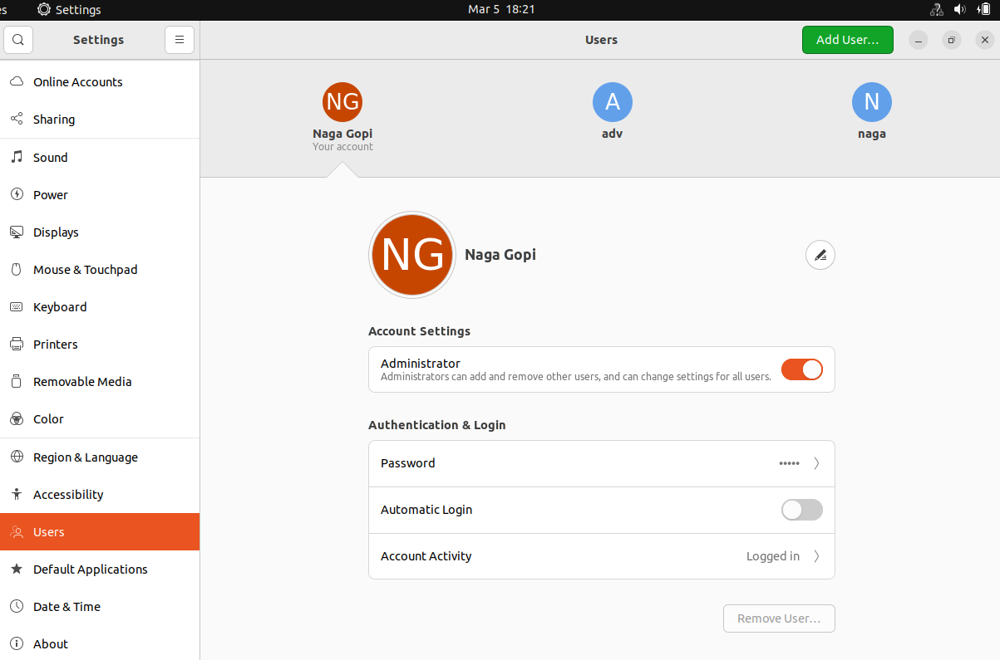 es
Settings
Mar 5 18:21
Settings
Users
Add User…
Online Accounts
Sharing
Sound
Power
Displays
Mouse & Touchpad
Keyboard
Printers
Removable Media
Color
Region & Language
Accessibility
Users
Default Applications
Date & Time
About
NG
Naga Gopi
Your account
A
adv
N
naga
NG
Naga Gopi
Account Settings
Administrator
Administrators can add and remove other users, and can change settings for all users.
Authentication & Login
Password •••••
Automatic Login
Account Activity Logged in
Remove User…